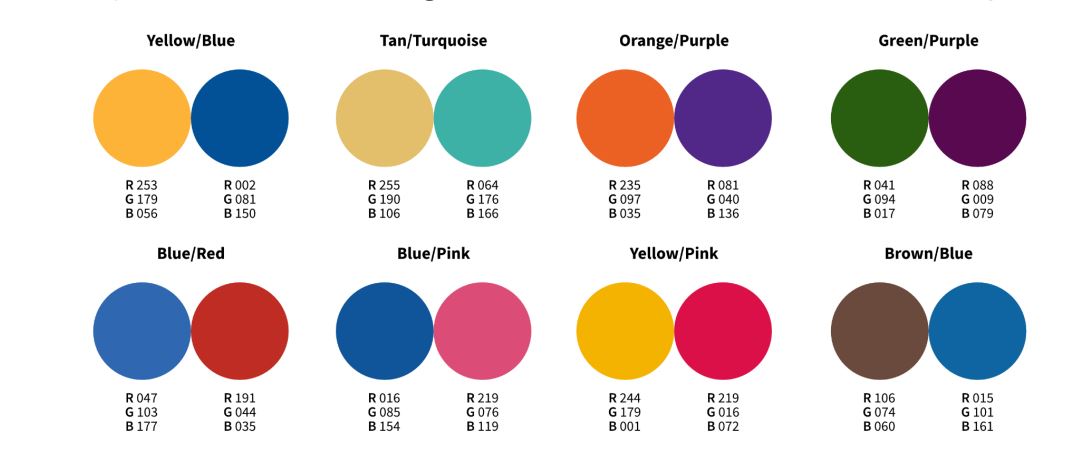 Yellow/Blue
Tan/Turquoise
Orange/Purple
Green/Purple
R 253
G 179
B 056
R 002
G 081
B 150
R 255
G 190
B 106
R 064
G 176
B 166
R 235
G 097
B 035
R 081
G 040
B 136
R 041
G 094
B 017
R 088
G 009
B 079
Blue/Red
Blue/Pink
Yellow/Pink
Brown/Blue
R 047
G 103
B 177
R 191
G 044
B 035
R 016
G 085
B 154
R 219
G 076
B 119
R 244
G 179
B 001
R 219
G 016
B 072
R 106
G 074
B 060
R 015
G 101
B 161